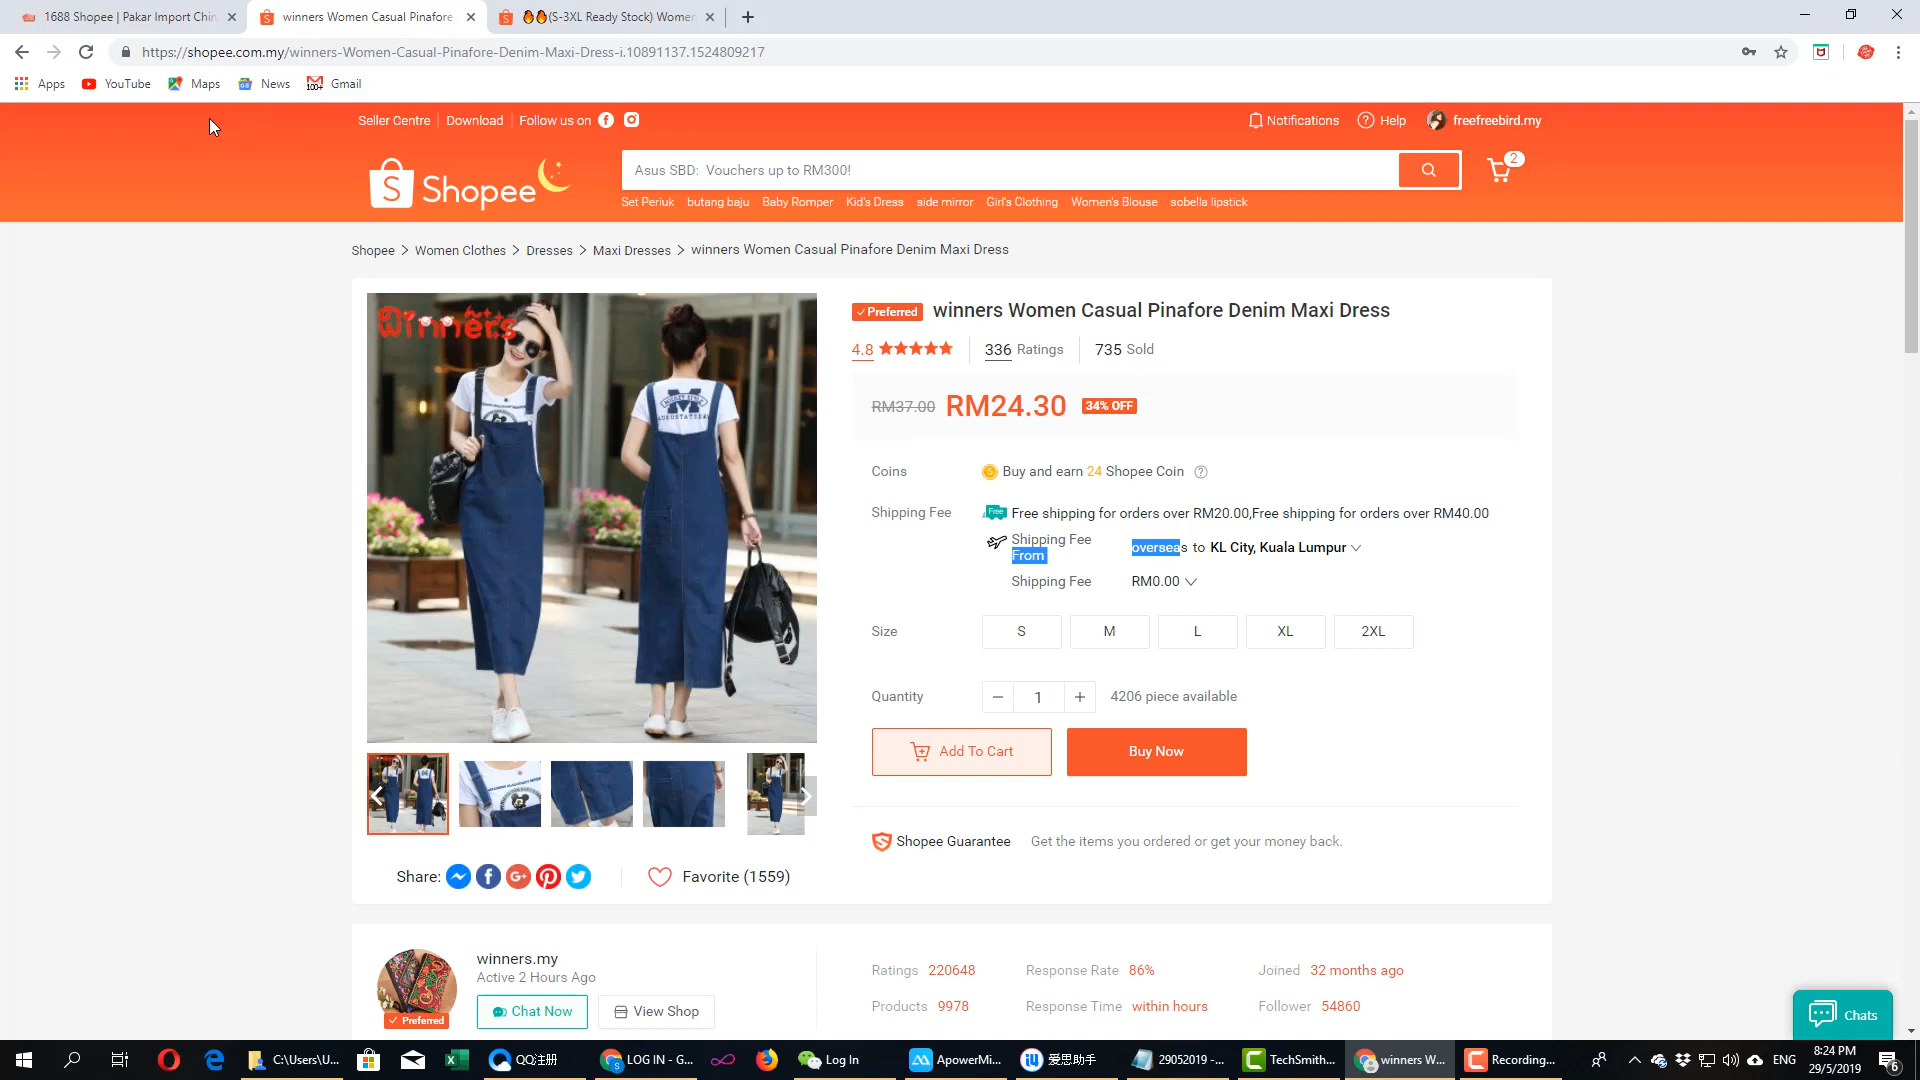 1688 Shopee | Pakar Import Chin
winners Women Casual Pinafore
(S-3XL Ready Stock) Women
https://shopee.com.my/winners-Women-Casual-Pinafore-Denim-Maxi-Dress-i.10891137.1524809217
Apps YouTube Maps News Gmail
Seller Centre Download Follow us on
Notifications Help freefreebird.my
Shopee
Asus SBD: Vouchers up to RM300!
2
Set Periuk butang baju Baby Romper Kid's Dress side mirror Girl's Clothing Women's Blouse sobella lipstick
Shopee > Women Clothes > Dresses > Maxi Dresses > winners Women Casual Pinafore Denim Maxi Dress
Winners
Preferred winners Women Casual Pinafore Denim Maxi Dress
4.8 336 Ratings 735 Sold
RM37.00 RM24.30 34% OFF
Coins Buy and earn 24 Shopee Coin
Shipping Fee Free Free shipping for orders over RM20.00,Free shipping for orders over RM40.00
Shipping Fee
From overseas to KL City, Kuala Lumpur
Shipping Fee RM0.00
Size S M L XL 2XL
Quantity 1 4206 piece available
Add To Cart Buy Now
Shopee Guarantee Get the items you ordered or get your money back.
Share: Favorite (1559)
winners.my
Active 2 Hours Ago
Preferred
Chat Now View Shop
Ratings 220648 Response Rate 86% Joined 32 months ago
Products 9978 Response Time within hours Follower 54860
Chats
C:\Users\U... QQ注册 LOG IN - G... Log In ApowerMi... 爱思助手 29052019 -... TechSmith... winners W... Recording...
ENG
8:24 PM
29/5/2019
6